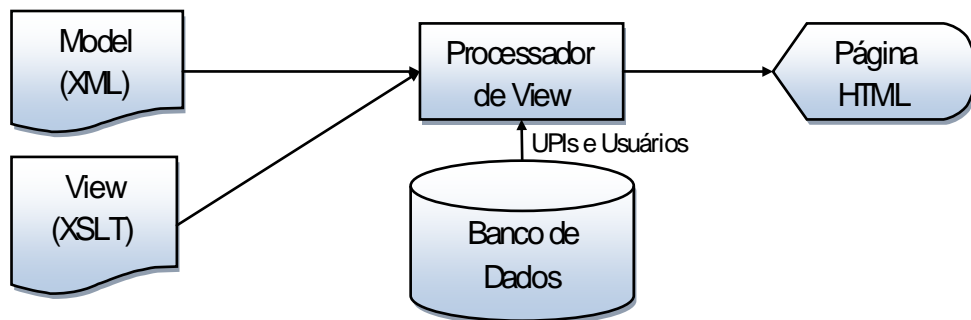 Model
(XML)
Processador
de View
Página
HTML
UPIs e Usuários
View
(XSLT)
Banco de
Dados